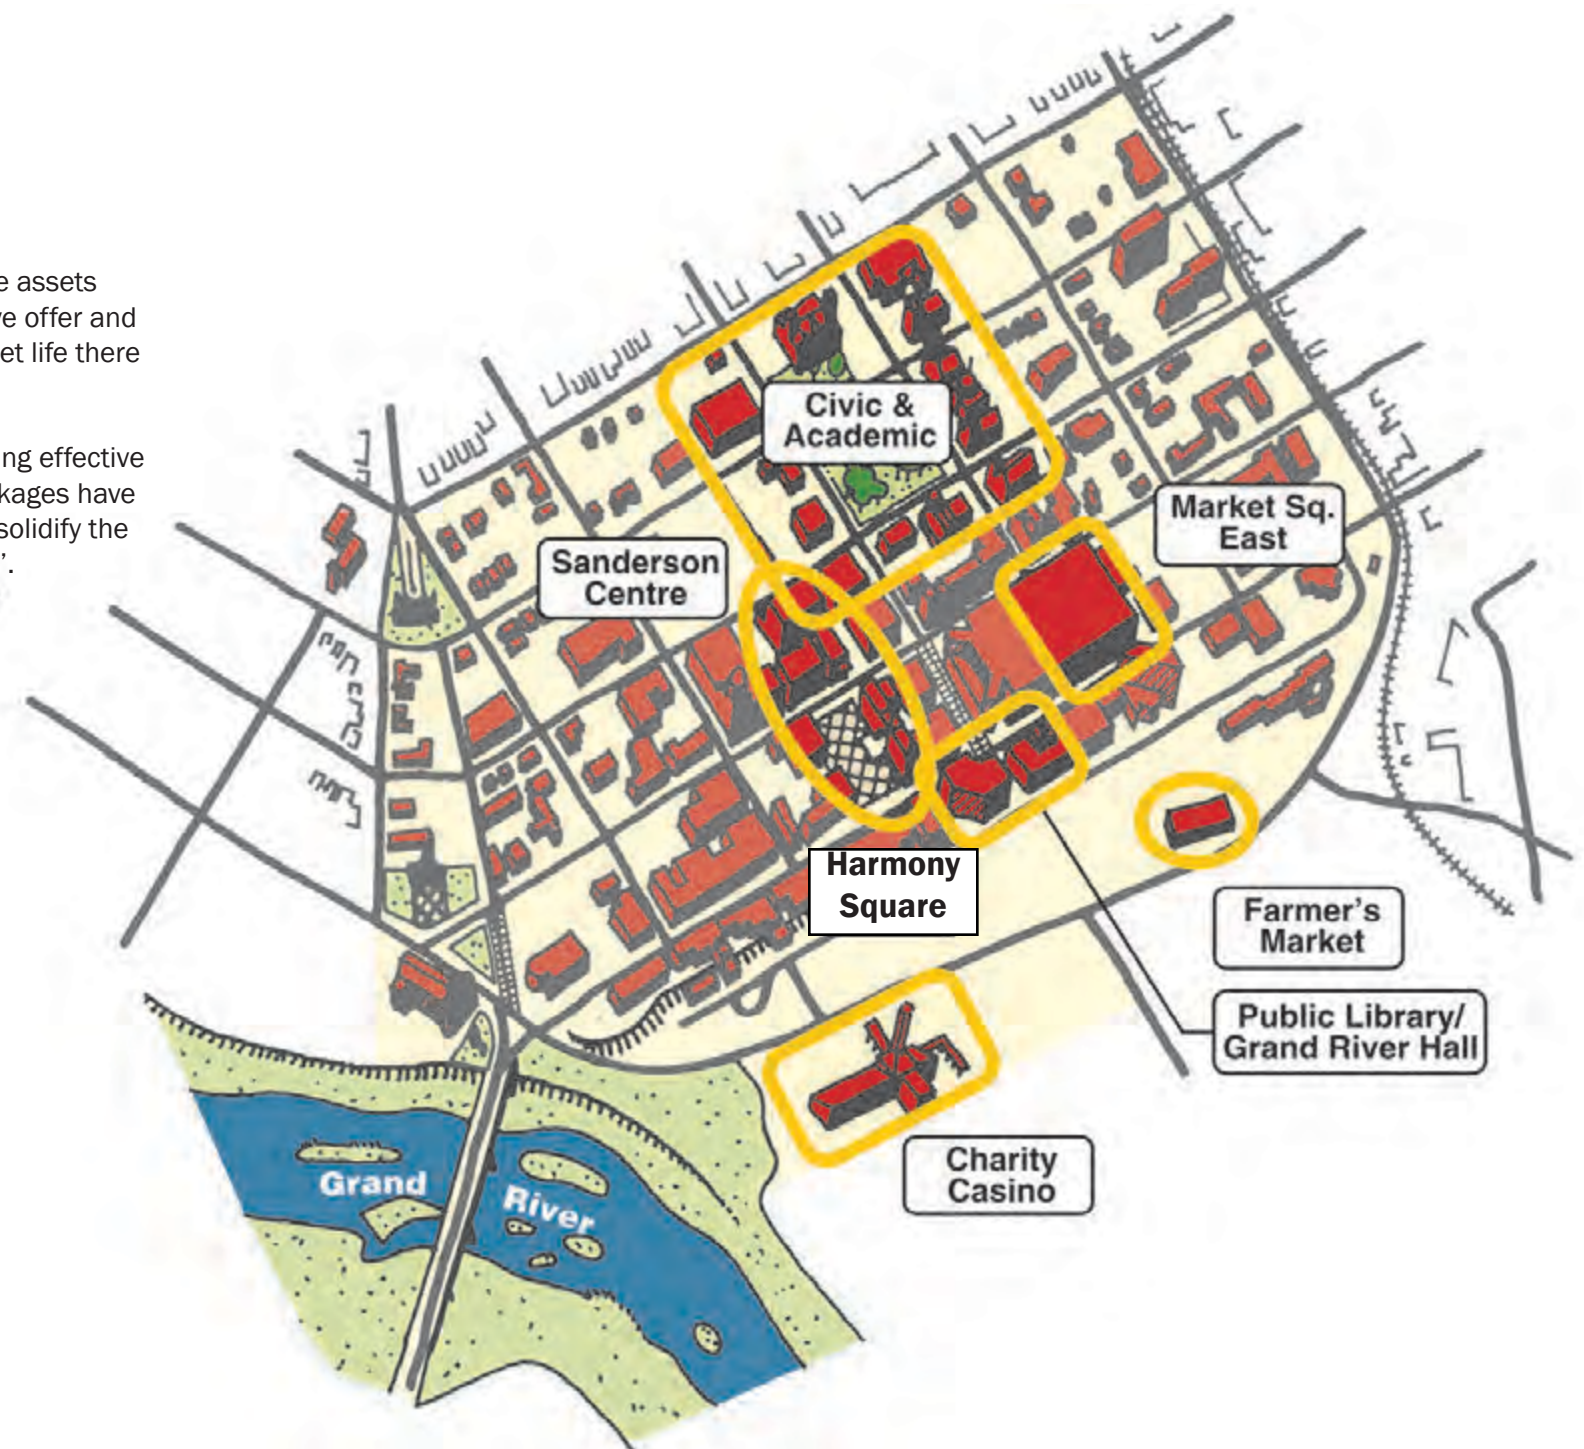 e assets
ve offer and
et life there
ng effective
kages have
solidify the
’.
Civic &
Academic
Market Sq.
East
Sanderson
Centre
Harmony
Square
Farmer’s
Market
Public Library/
Grand River Hall
Charity
Casino
Grand
River